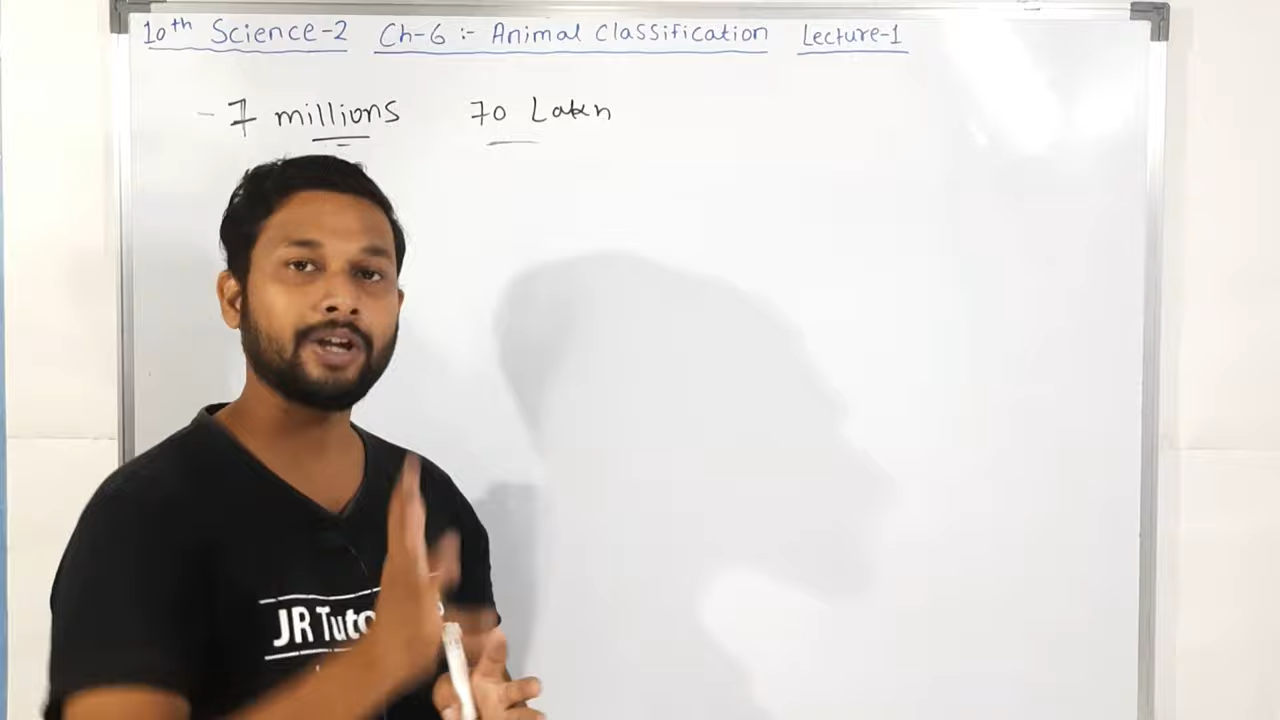 10th Science-2 Ch-6 :- Animal Classification Lecture-1
- 7 millions 70 Lakh
JR Tuto